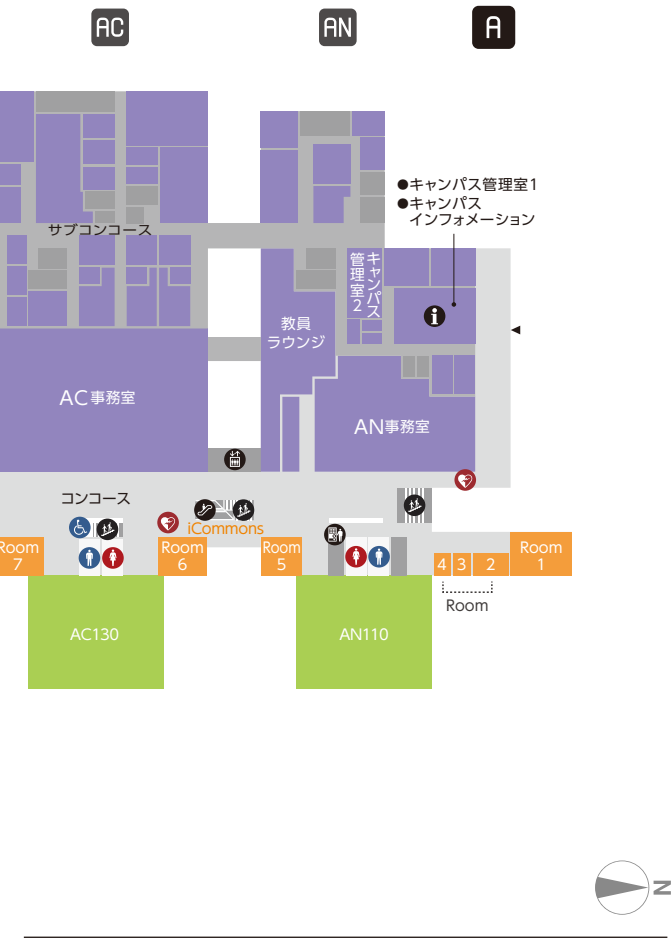 AC
AN
A
●キャンパス管理室1
●キャンパス
インフォメーション
サブコンコース
キャンパス
管理室2
教員
ラウンジ
AC事務室
AN事務室
コンコース
iCommons
Room
7
Room
6
Room
5
4
3
2
Room
1
Room
AC130
AN110
N